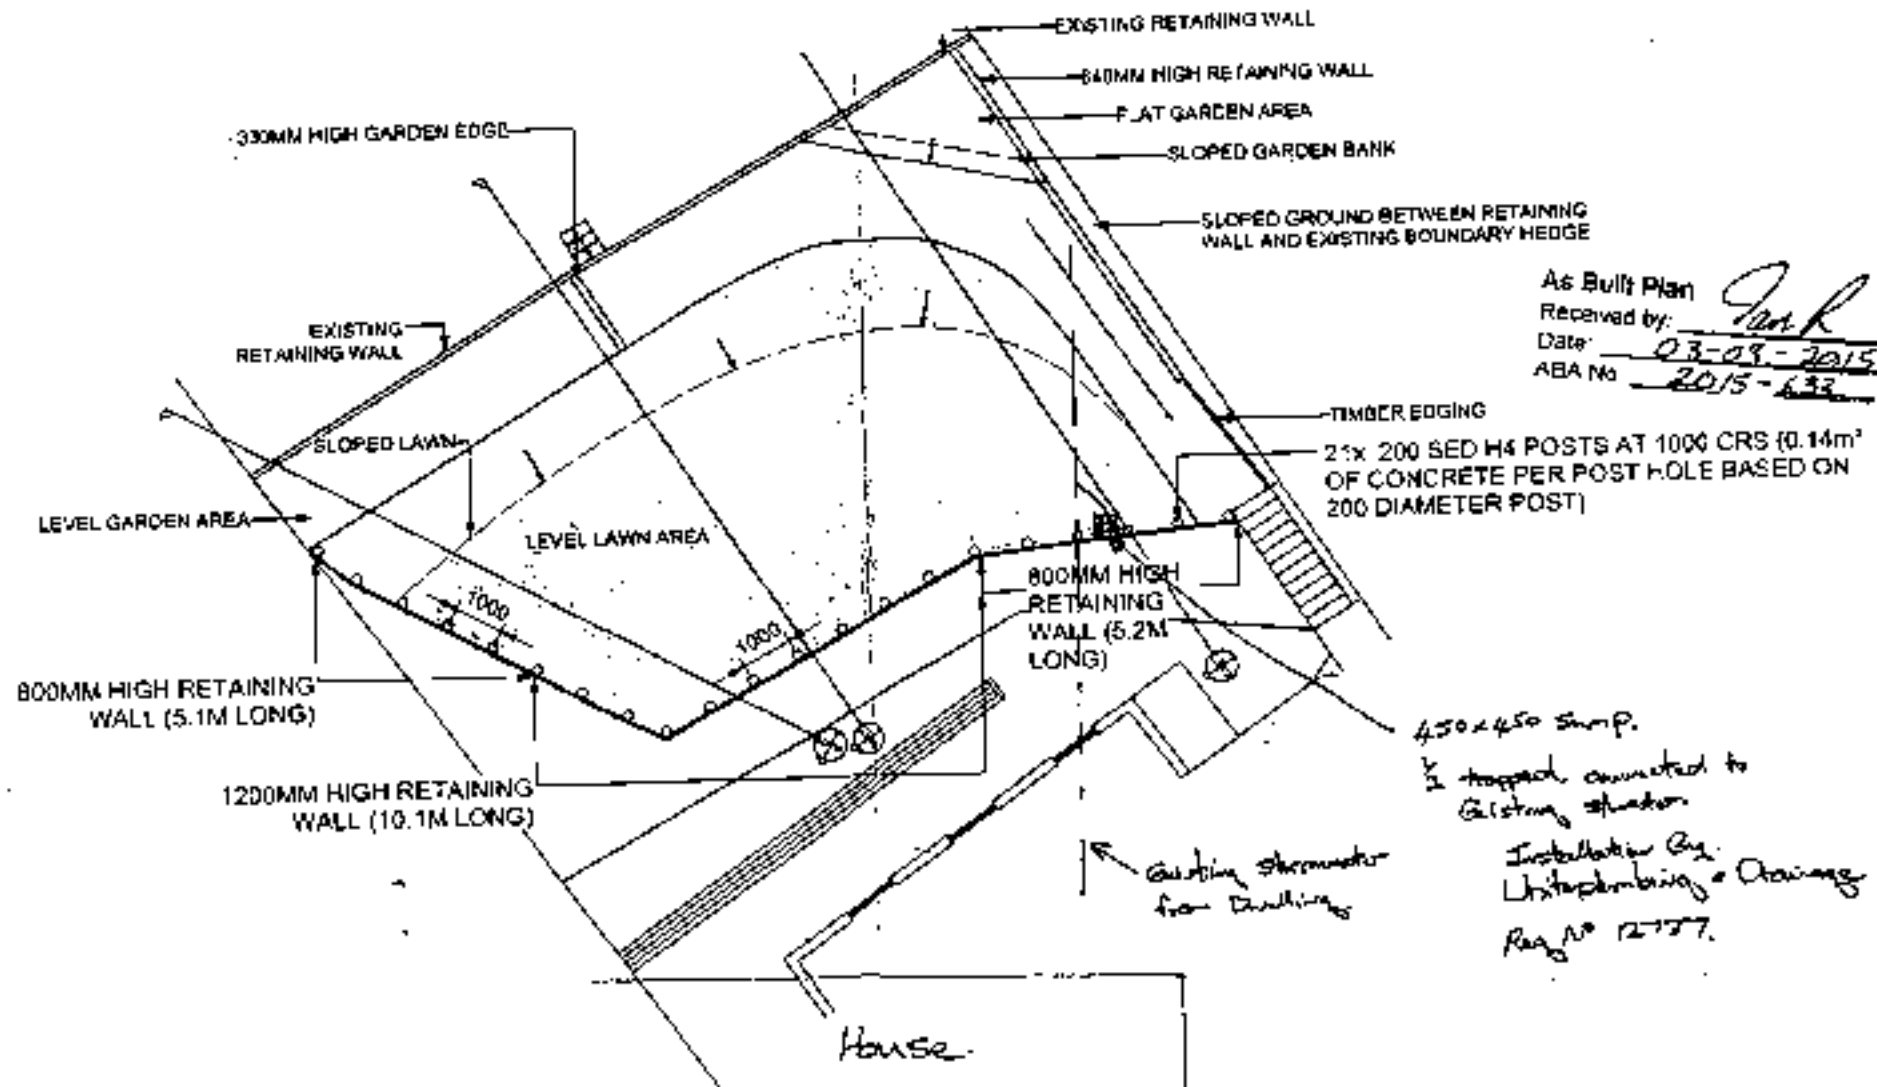 EXISTING RETAINING WALL
840MM HIGH RETAINING WALL
FLAT GARDEN AREA
330MM HIGH GARDEN EDGE
SLOPED GARDEN BANK
SLOPED GROUND BETWEEN RETAINING
WALL AND EXISTING BOUNDARY HEDGE
As Built Plan
Received by:
Date: 03-09-2015
ABA No 2015-633
EXISTING
RETAINING WALL
TIMBER EDGING
SLOPED LAWN
21x 200 SED H4 POSTS AT 1000 CRS (0.14m³
OF CONCRETE PER POST HOLE BASED ON
200 DIAMETER POST)
LEVEL GARDEN AREA
LEVEL LAWN AREA
1000
1000
800MM HIGH
RETAINING
WALL (5.2M
LONG)
800MM HIGH RETAINING
WALL (5.1M LONG)
1200MM HIGH RETAINING
WALL (10.1M LONG)
450x450 Sump.
½ trapped connected to
Existing
Installation By.
Drainage
Reg Nº
Existing stormwater
from Dwelling
House